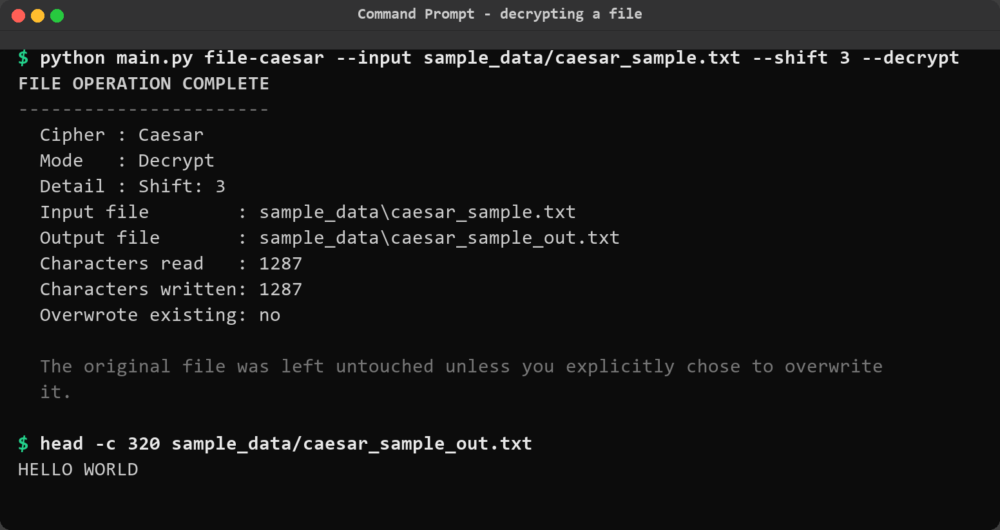 Command Prompt - decrypting a file
$ python main.py file-caesar --input sample_data/caesar_sample.txt --shift 3 --decrypt
FILE OPERATION COMPLETE
-----------------------
  Cipher : Caesar
  Mode   : Decrypt
  Detail : Shift: 3
  Input file        : sample_data\caesar_sample.txt
  Output file       : sample_data\caesar_sample_out.txt
  Characters read   : 1287
  Characters written: 1287
  Overwrote existing: no
  The original file was left untouched unless you explicitly chose to overwrite
  it.
$ head -c 320 sample_data/caesar_sample_out.txt
HELLO WORLD